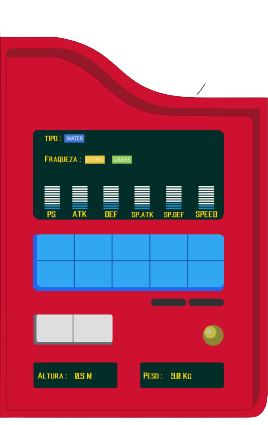 TIPO: WATER
FRAQUEZA: ELECTRIC GRASS
PS ATK DEF SP.ATK SP.DEF SPEED
ALTURA: 0.5 M PESO: 9.0 KG